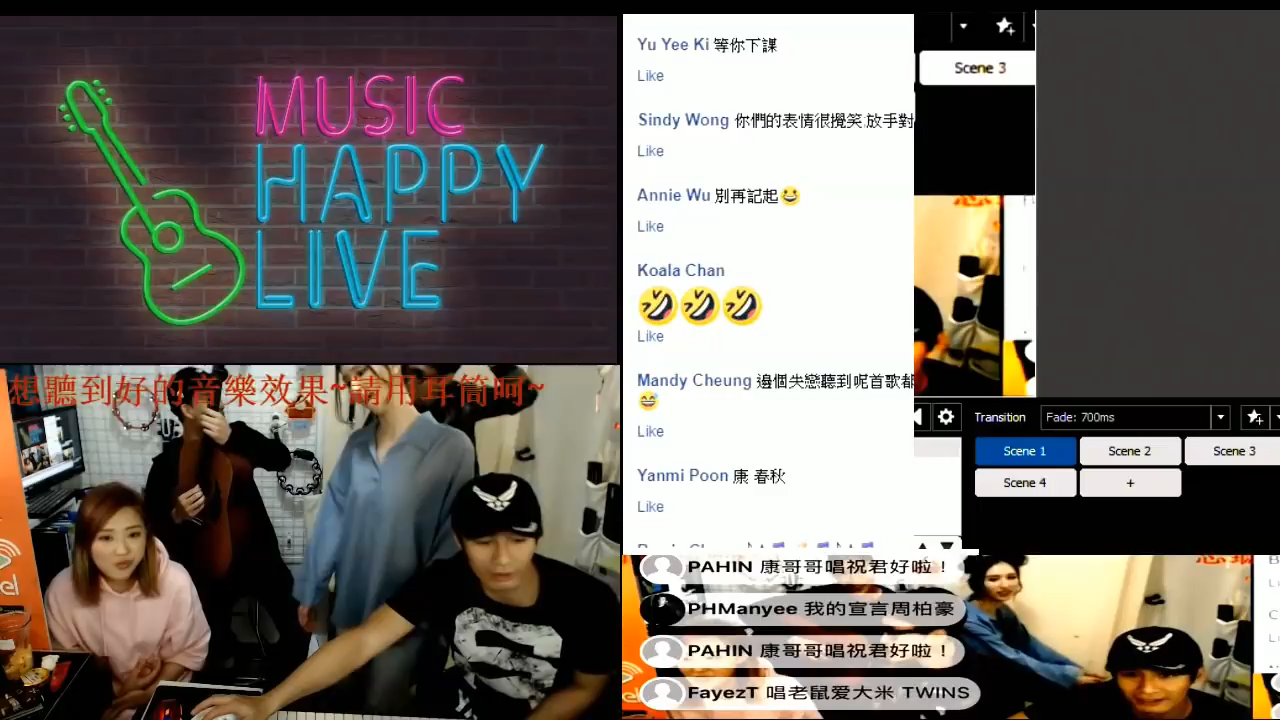 MUSIC
HAPPY
LIVE
想聽到好的音樂效果~請用耳筒呵~
Yu Yee Ki 等你下課
Like
Sindy Wong 你們的表情很攪笑.放手對
Like
Annie Wu 別再記起
Like
Koala Chan
Like
Mandy Cheung 邊個失戀聽到呢首歌都
Like
Yanmi Poon 康 春秋
Like
Scene 3
Transition
Fade: 700ms
Scene 1
Scene 2
Scene 3
Scene 4
+
PAHIN 康哥哥唱祝君好啦！
PHManyee 我的宣言周柏豪
PAHIN 康哥哥唱祝君好啦！
FayezT 唱老鼠爱大米 TWINS